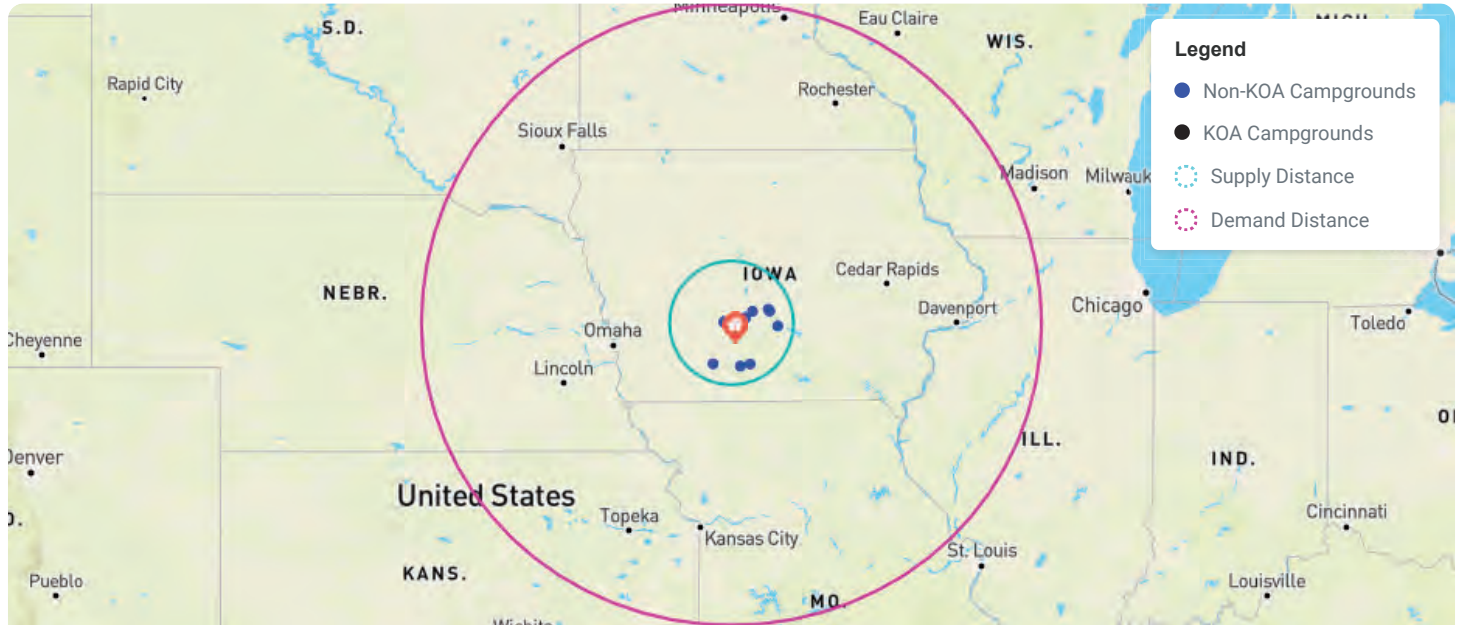 Minneapolis
Eau Claire
S.D.
WIS.
MICH.
Legend
Non-KOA Campgrounds
KOA Campgrounds
Supply Distance
Demand Distance
Rapid City
Rochester
Sioux Falls
Madison
Milwauk
IOWA
Cedar Rapids
NEBR.
Davenport
Chicago
Toledo
Omaha
Cheyenne
Lincoln
ILL.
IND.
Denver
United States
Topeka
Kansas City
Cincinnati
St. Louis
KANS.
Pueblo
Louisville
MO.
Wichita